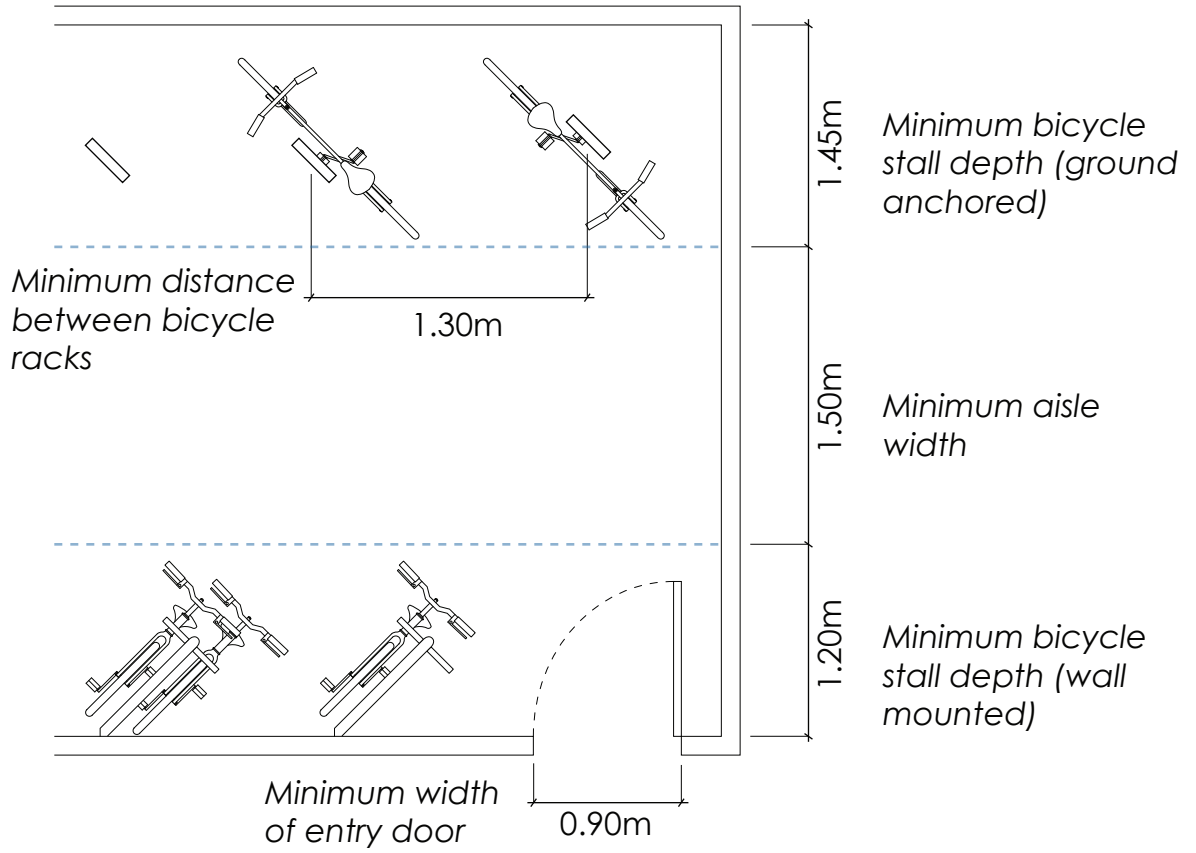 1.45m
Minimum bicycle
stall depth (ground
anchored)
Minimum distance
between bicycle
racks
1.30m
1.50m
Minimum aisle
width
1.20m
Minimum bicycle
stall depth (wall
mounted)
Minimum width
of entry door
0.90m